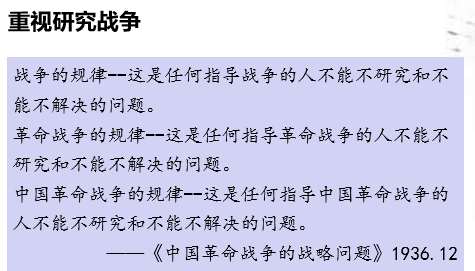 重视研究战争
战争的规律--这是任何指导战争的人不能不研究和不
能不解决的问题。
革命战争的规律--这是任何指导革命战争的人不能不
研究和不能不解决的问题。
中国革命战争的规律--这是任何指导中国革命战争的
人不能不研究和不能不解决的问题。
——《中国革命战争的战略问题》1936.12